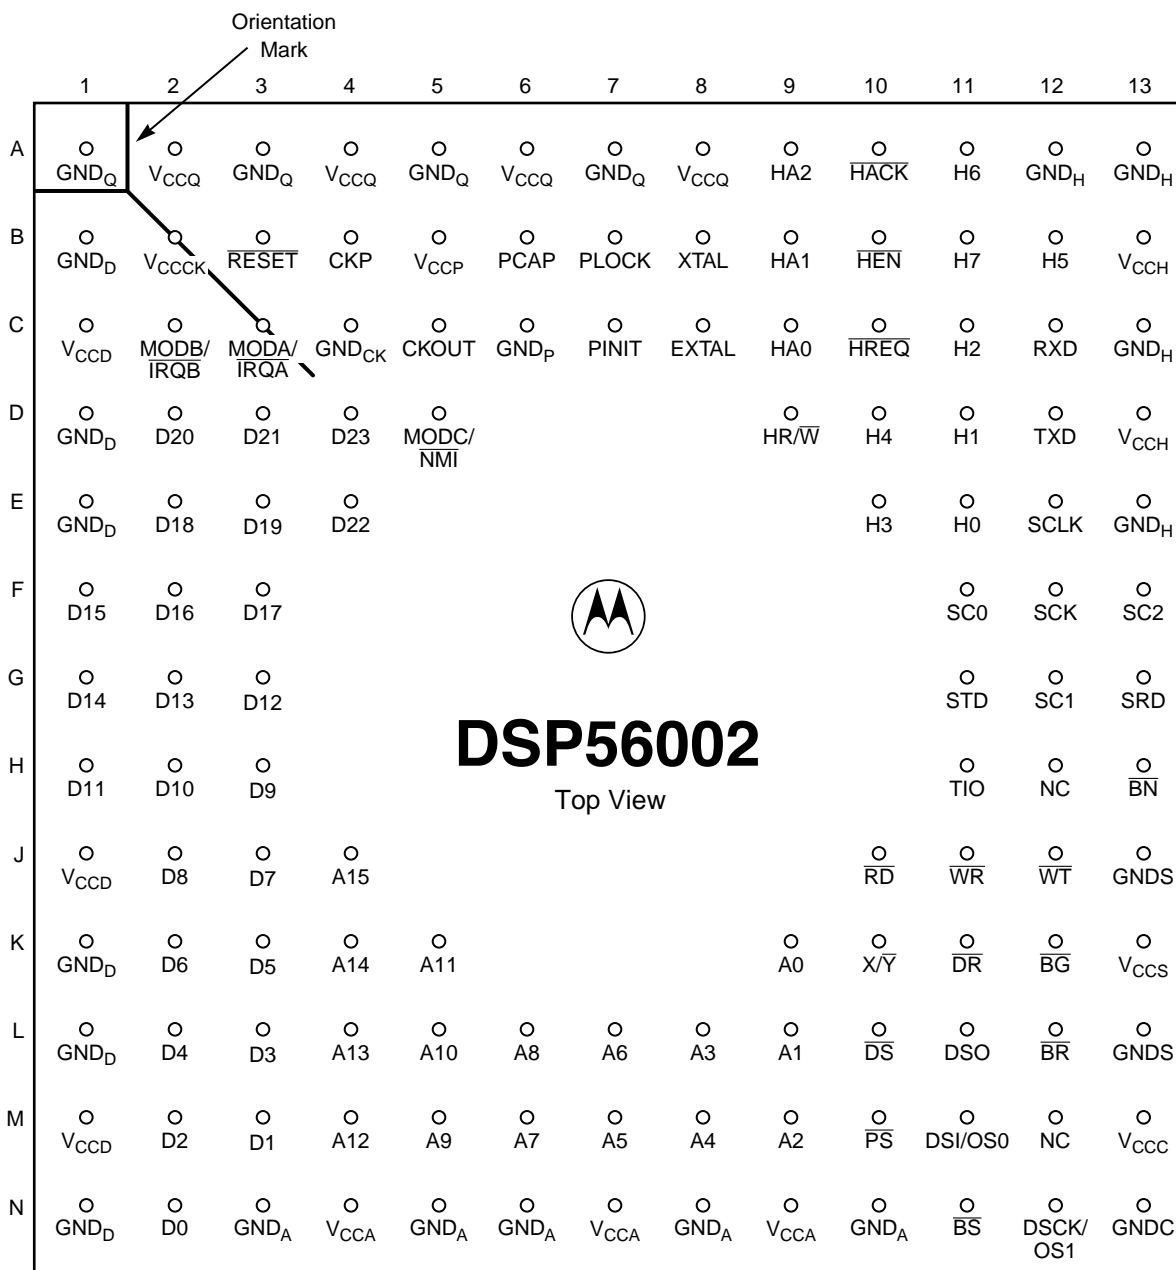 Orientation
Mark
1 2 3 4 5 6 7 8 9 10 11 12 13
A
GNDQ VCCQ GNDQ VCCQ GNDQ VCCQ GNDQ VCCQ HA2 HACK H6 GNDH GNDH
B
GNDD VCCCK RESET CKP VCCP PCAP PLOCK XTAL HA1 HEN H7 H5 VCCH
C
VCCD MODB/ MODA/ GNDCK CKOUT GNDP PINIT EXTAL HA0 HREQ H2 RXD GNDH
IRQB IRQA
D
GNDD D20 D21 D23 MODC/ HR/W H4 H1 TXD VCCH
NMI
E
GNDD D18 D19 D22 H3 H0 SCLK GNDH
F
D15 D16 D17 SC0 SCK SC2
G
D14 D13 D12 STD SC1 SRD
DSP56002
H
D11 D10 D9 TIO NC BN
Top View
J
VCCD D8 D7 A15 RD WR WT GNDS
K
GNDD D6 D5 A14 A11 A0 X/Y DR BG VCCS
L
GNDD D4 D3 A13 A10 A8 A6 A3 A1 DS DSO BR GNDS
M
VCCD D2 D1 A12 A9 A7 A5 A4 A2 PS DSI/OS0 NC VCCC
N
GNDD D0 GNDA VCCA GNDA GNDA VCCA GNDA VCCA GNDA BS DSCK/ GNDC
OS1